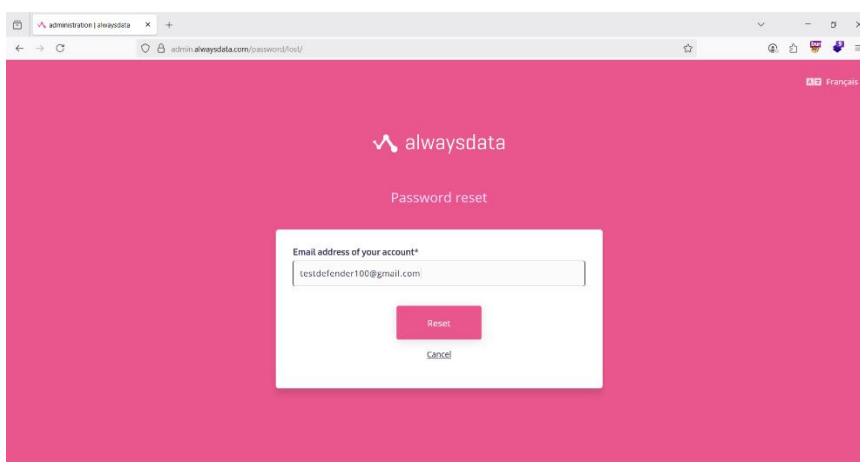 administration | alwaysdata
admin.alwaysdata.com/password/lost/
Français
alwaysdata
Password reset
Email address of your account*
testdefender100@gmail.com
Reset
Cancel